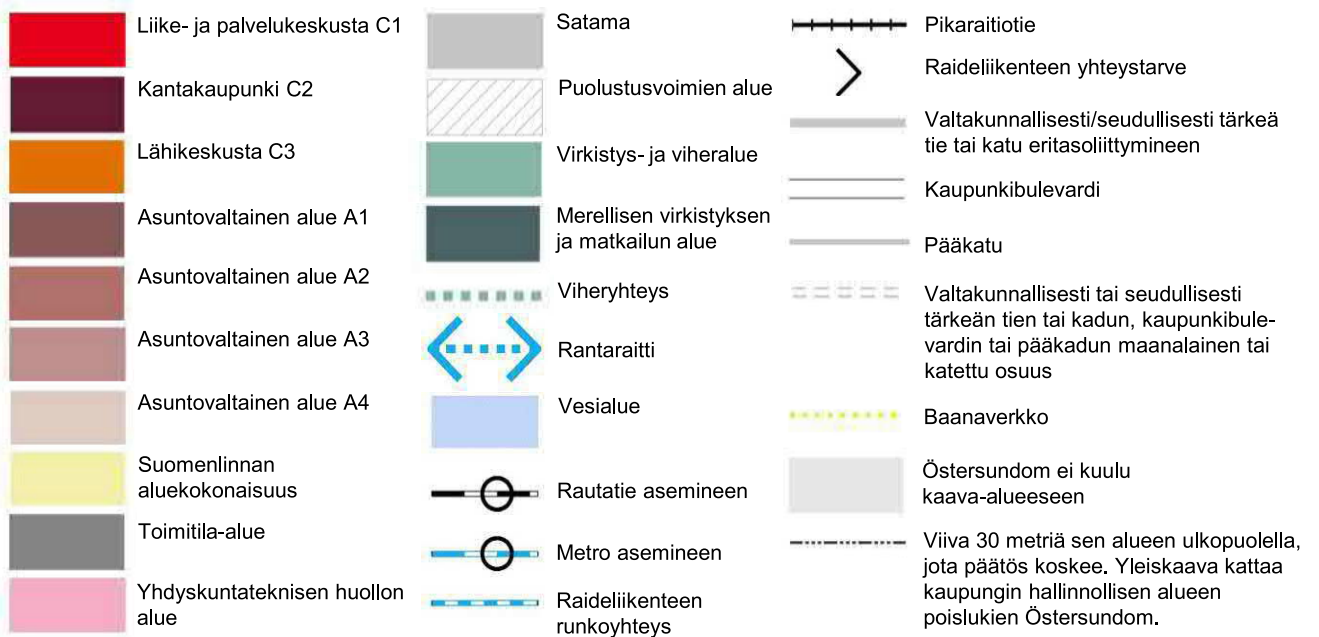 Liike- ja palvelukeskusta C1
Kantakaupunki C2
Lähikeskusta C3
Asuntovaltainen alue A1
Asuntovaltainen alue A2
Asuntovaltainen alue A3
Asuntovaltainen alue A4
Suomenlinnan
aluekokonaisuus
Toimitila-alue
Yhdyskuntateknisen huollon
alue
Satama
Puolustusvoimien alue
Virkistys- ja viheralue
Merellisen virkistyksen
ja matkailun alue
Viheryhteys
Rantaraitti
Vesialue
Rautatie asemineen
Metro asemineen
Raideliikenteen
runkoyhteys
Pikaraitiotie
Raideliikenteen yhteystarve
Valtakunnallisesti/seudullisesti tärkeä
tie tai katu eritasoliittymineen
Kaupunkibulevardi
Pääkatu
Valtakunnallisesti tai seudullisesti
tärkeän tien tai kadun, kaupunkibule-
vardin tai pääkadun maanalainen tai
katettu osuus
Baanaverkko
Östersundom ei kuulu
kaava-alueeseen
Viiva 30 metriä sen alueen ulkopuolella,
jota päätös koskee. Yleiskaava kattaa
kaupungin hallinnollisen alueen
poislukien Östersundom.